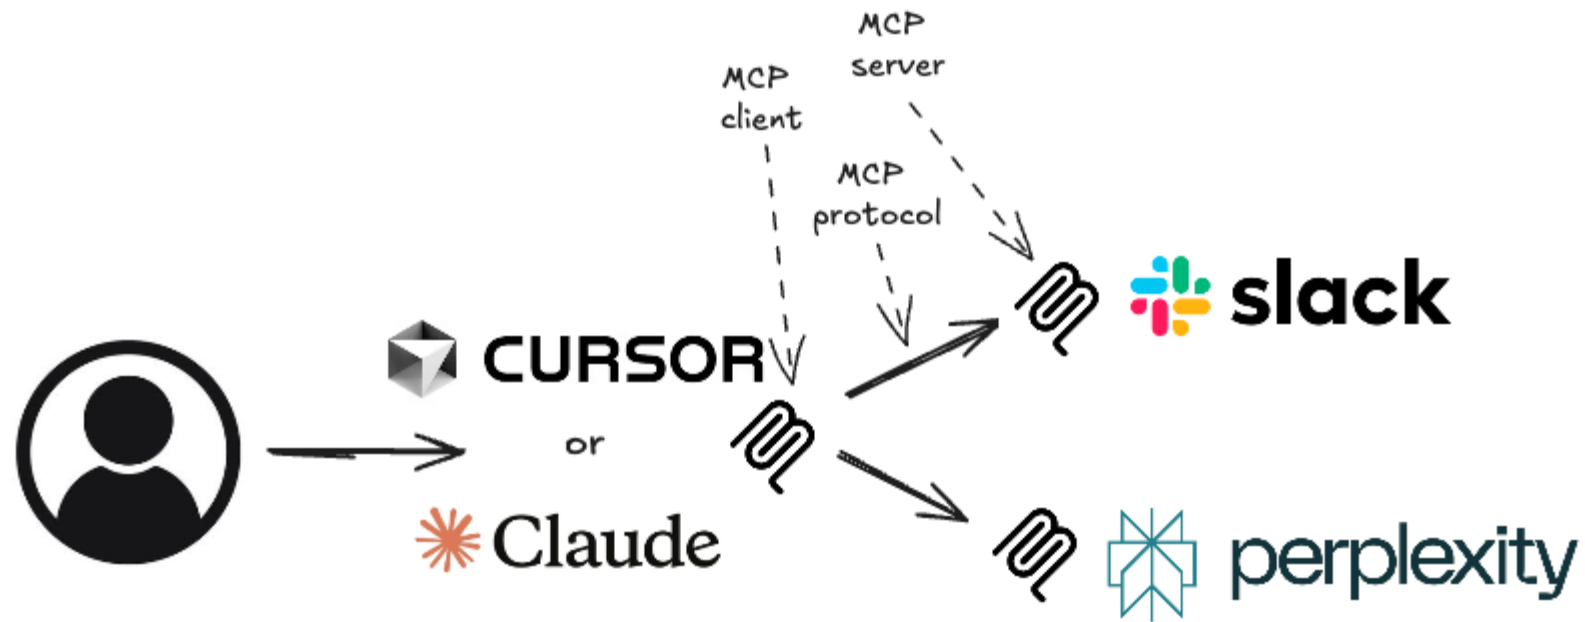 MCP
server
MCP
client
MCP
protocol
slack
CURSOR
or
Claude
perplexity